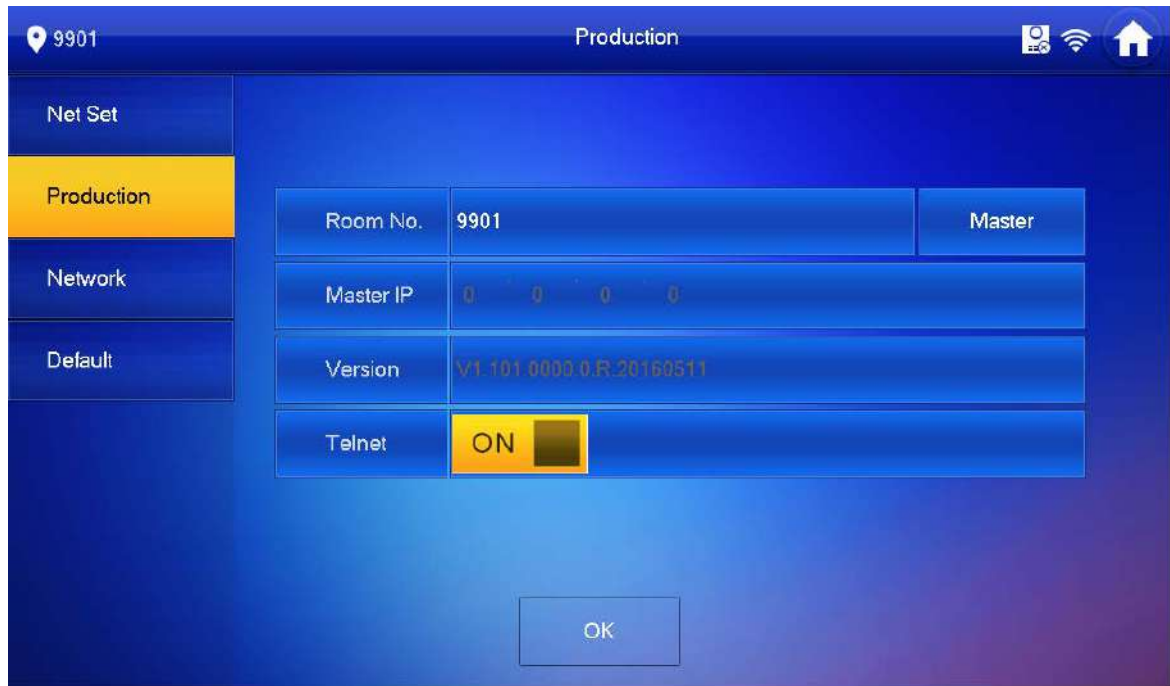 9901
Production
Net Set
Production
Network
Default
Room No. 9901 Master
Master IP 0 0 0 0
Version V1.101.0000.0.R.20160511
Telnet ON
OK